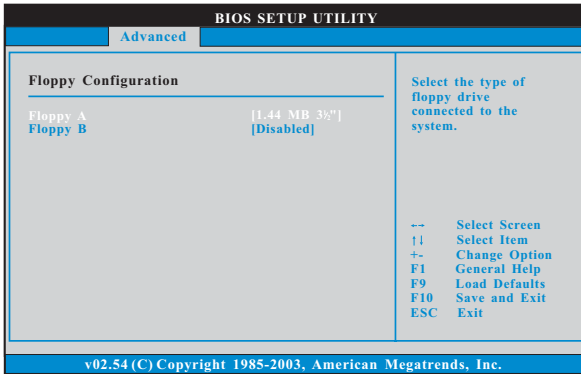 BIOS SETUP UTILITY
Advanced
Floppy Configuration
Floppy A [1.44 MB 3½"]
Floppy B [Disabled]
Select the type of
floppy drive
connected to the
system.
←→ Select Screen
↑↓ Select Item
+- Change Option
F1 General Help
F9 Load Defaults
F10 Save and Exit
ESC Exit
v02.54 (C) Copyright 1985-2003, American Megatrends, Inc.